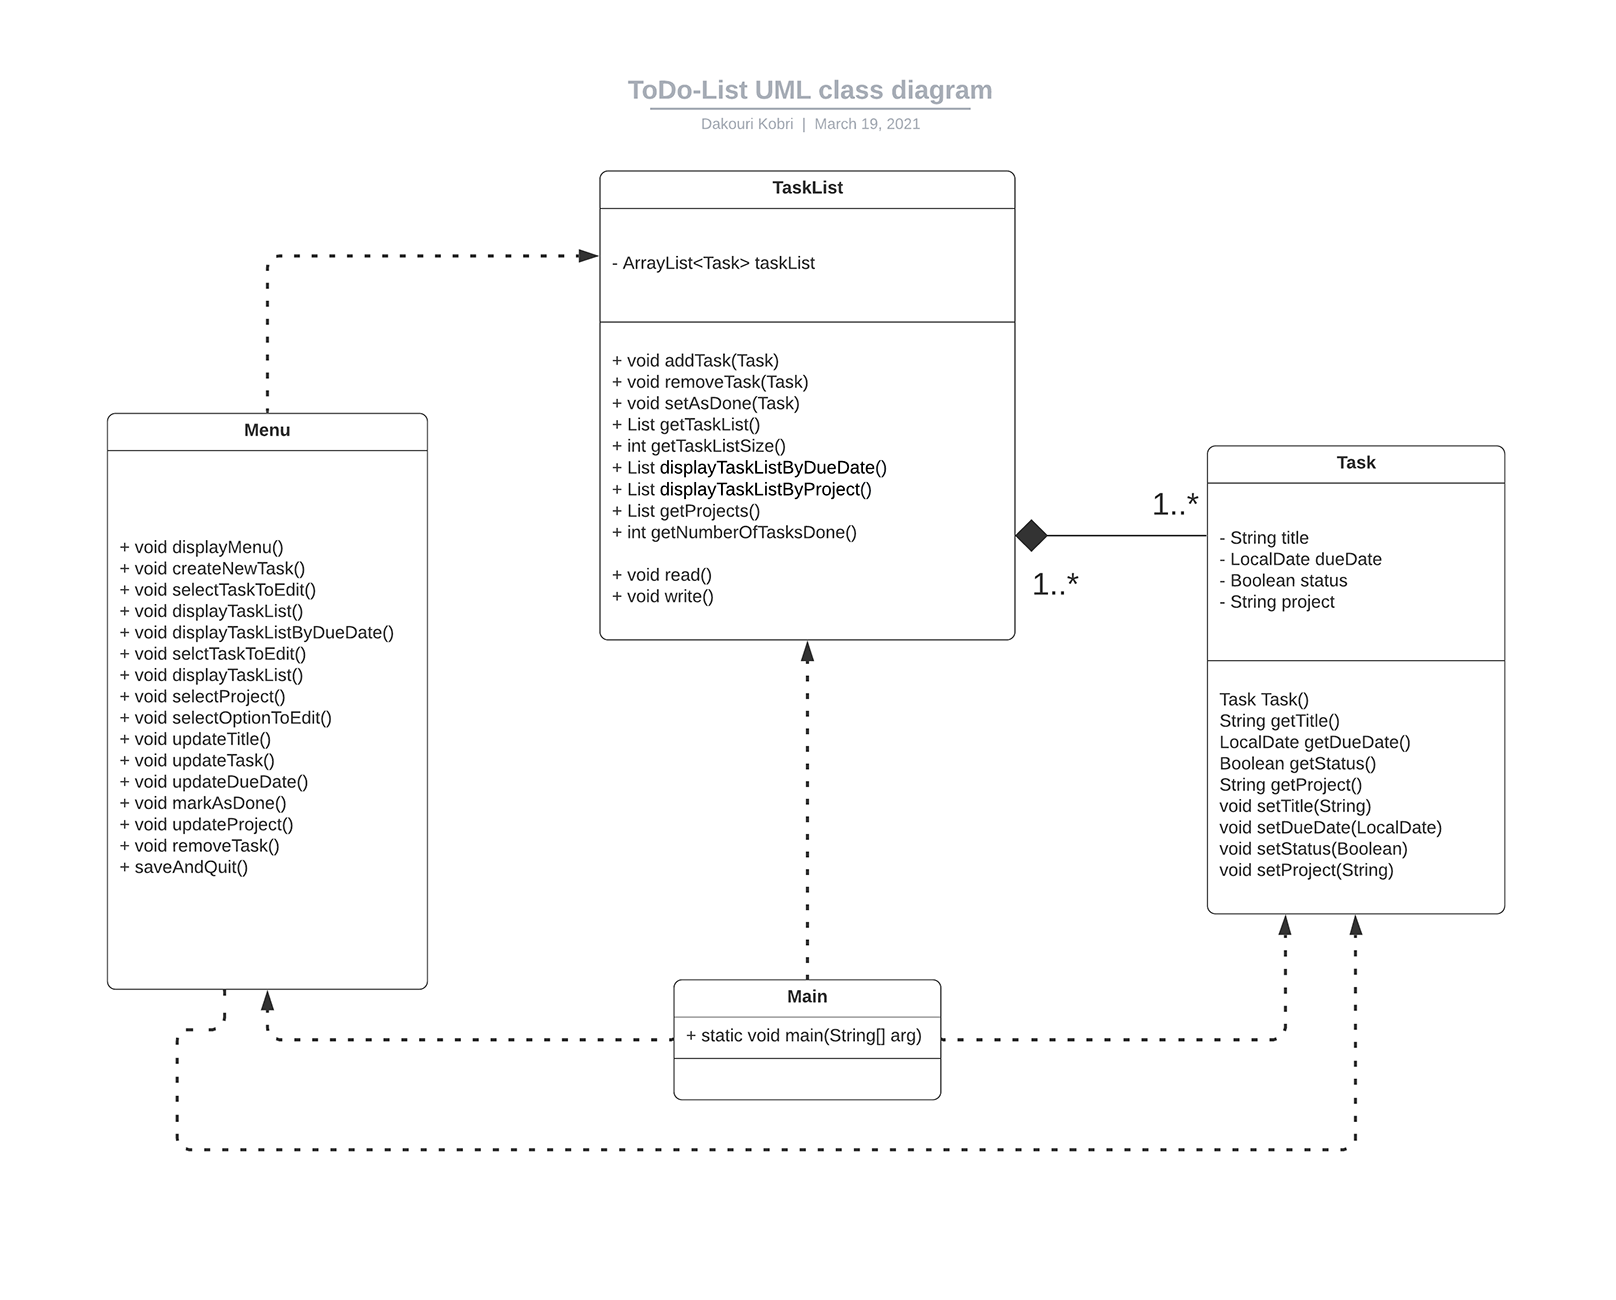 ToDo-List UML class diagram
Dakouri Kobri | March 19, 2021
TaskList
- ArrayList<Task> taskList
+ void addTask(Task)
+ void removeTask(Task)
+ void setAsDone(Task)
+ List getTaskList()
+ int getTaskListSize()
+ List displayTaskListByDueDate()
+ List displayTaskListByProject()
+ List getProjects()
+ int getNumberOfTasksDone()
+ void read()
+ void write()
Menu
+ void displayMenu()
+ void createNewTask()
+ void selectTaskToEdit()
+ void displayTaskList()
+ void displayTaskListByDueDate()
+ void selctTaskToEdit()
+ void displayTaskList()
+ void selectProject()
+ void selectOptionToEdit()
+ void updateTitle()
+ void updateTask()
+ void updateDueDate()
+ void markAsDone()
+ void updateProject()
+ void removeTask()
+ saveAndQuit()
1..*
1..*
Task
- String title
- LocalDate dueDate
- Boolean status
- String project
Task Task()
String getTitle()
LocalDate getDueDate()
Boolean getStatus()
String getProject()
void setTitle(String)
void setDueDate(LocalDate)
void setStatus(Boolean)
void setProject(String)
Main
+ static void main(String[] arg)